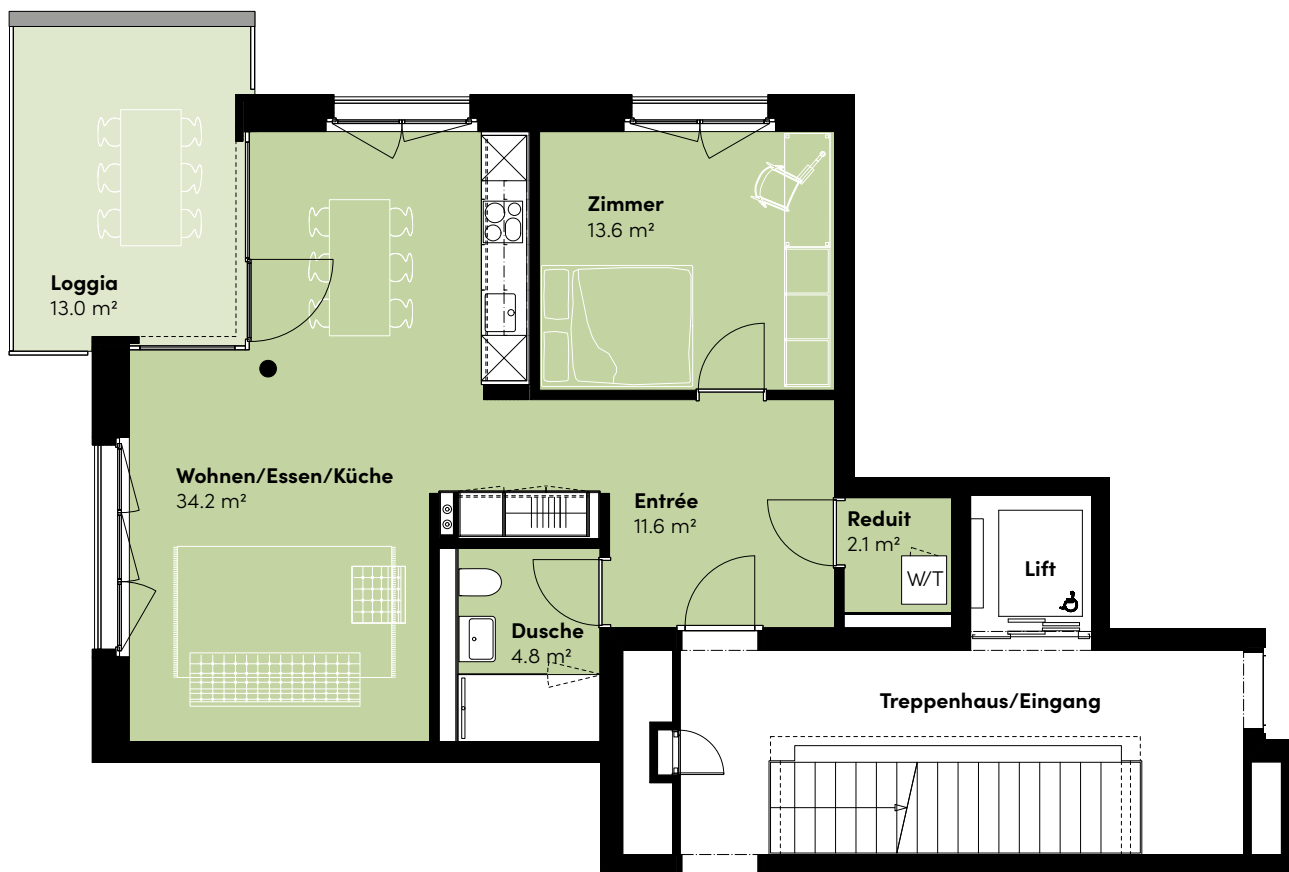 Zimmer
13.6 m²
Loggia
13.0 m²
Wohnen/Essen/Küche
34.2 m²
Entrée
11.6 m²
Reduit
2.1 m²
W/T
Lift
Dusche
4.8 m²
Treppenhaus/Eingang